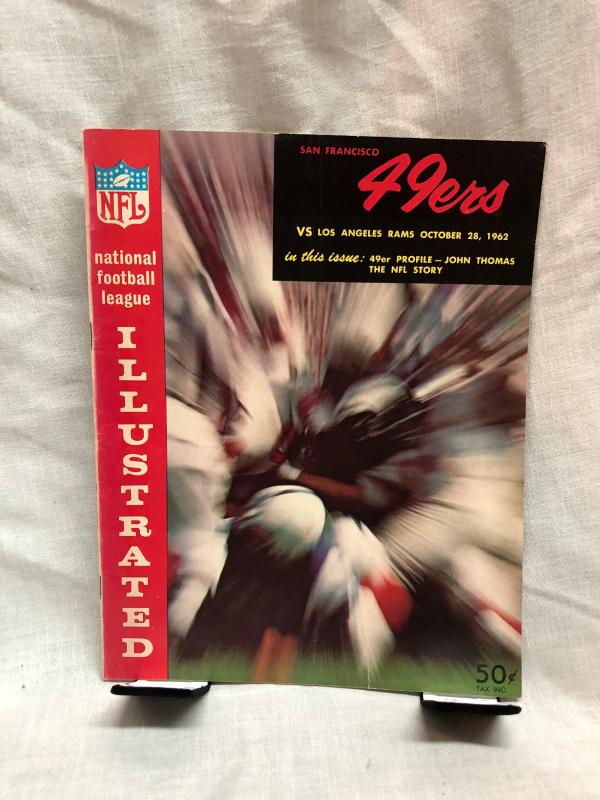 NFL
national
football
league
ILLUSTRATED
SAN FRANCISCO
49ers
VS LOS ANGELES RAMS OCTOBER 28, 1962
in this issue: 49er PROFILE — JOHN THOMAS
THE NFL STORY
50¢
TAX INC.